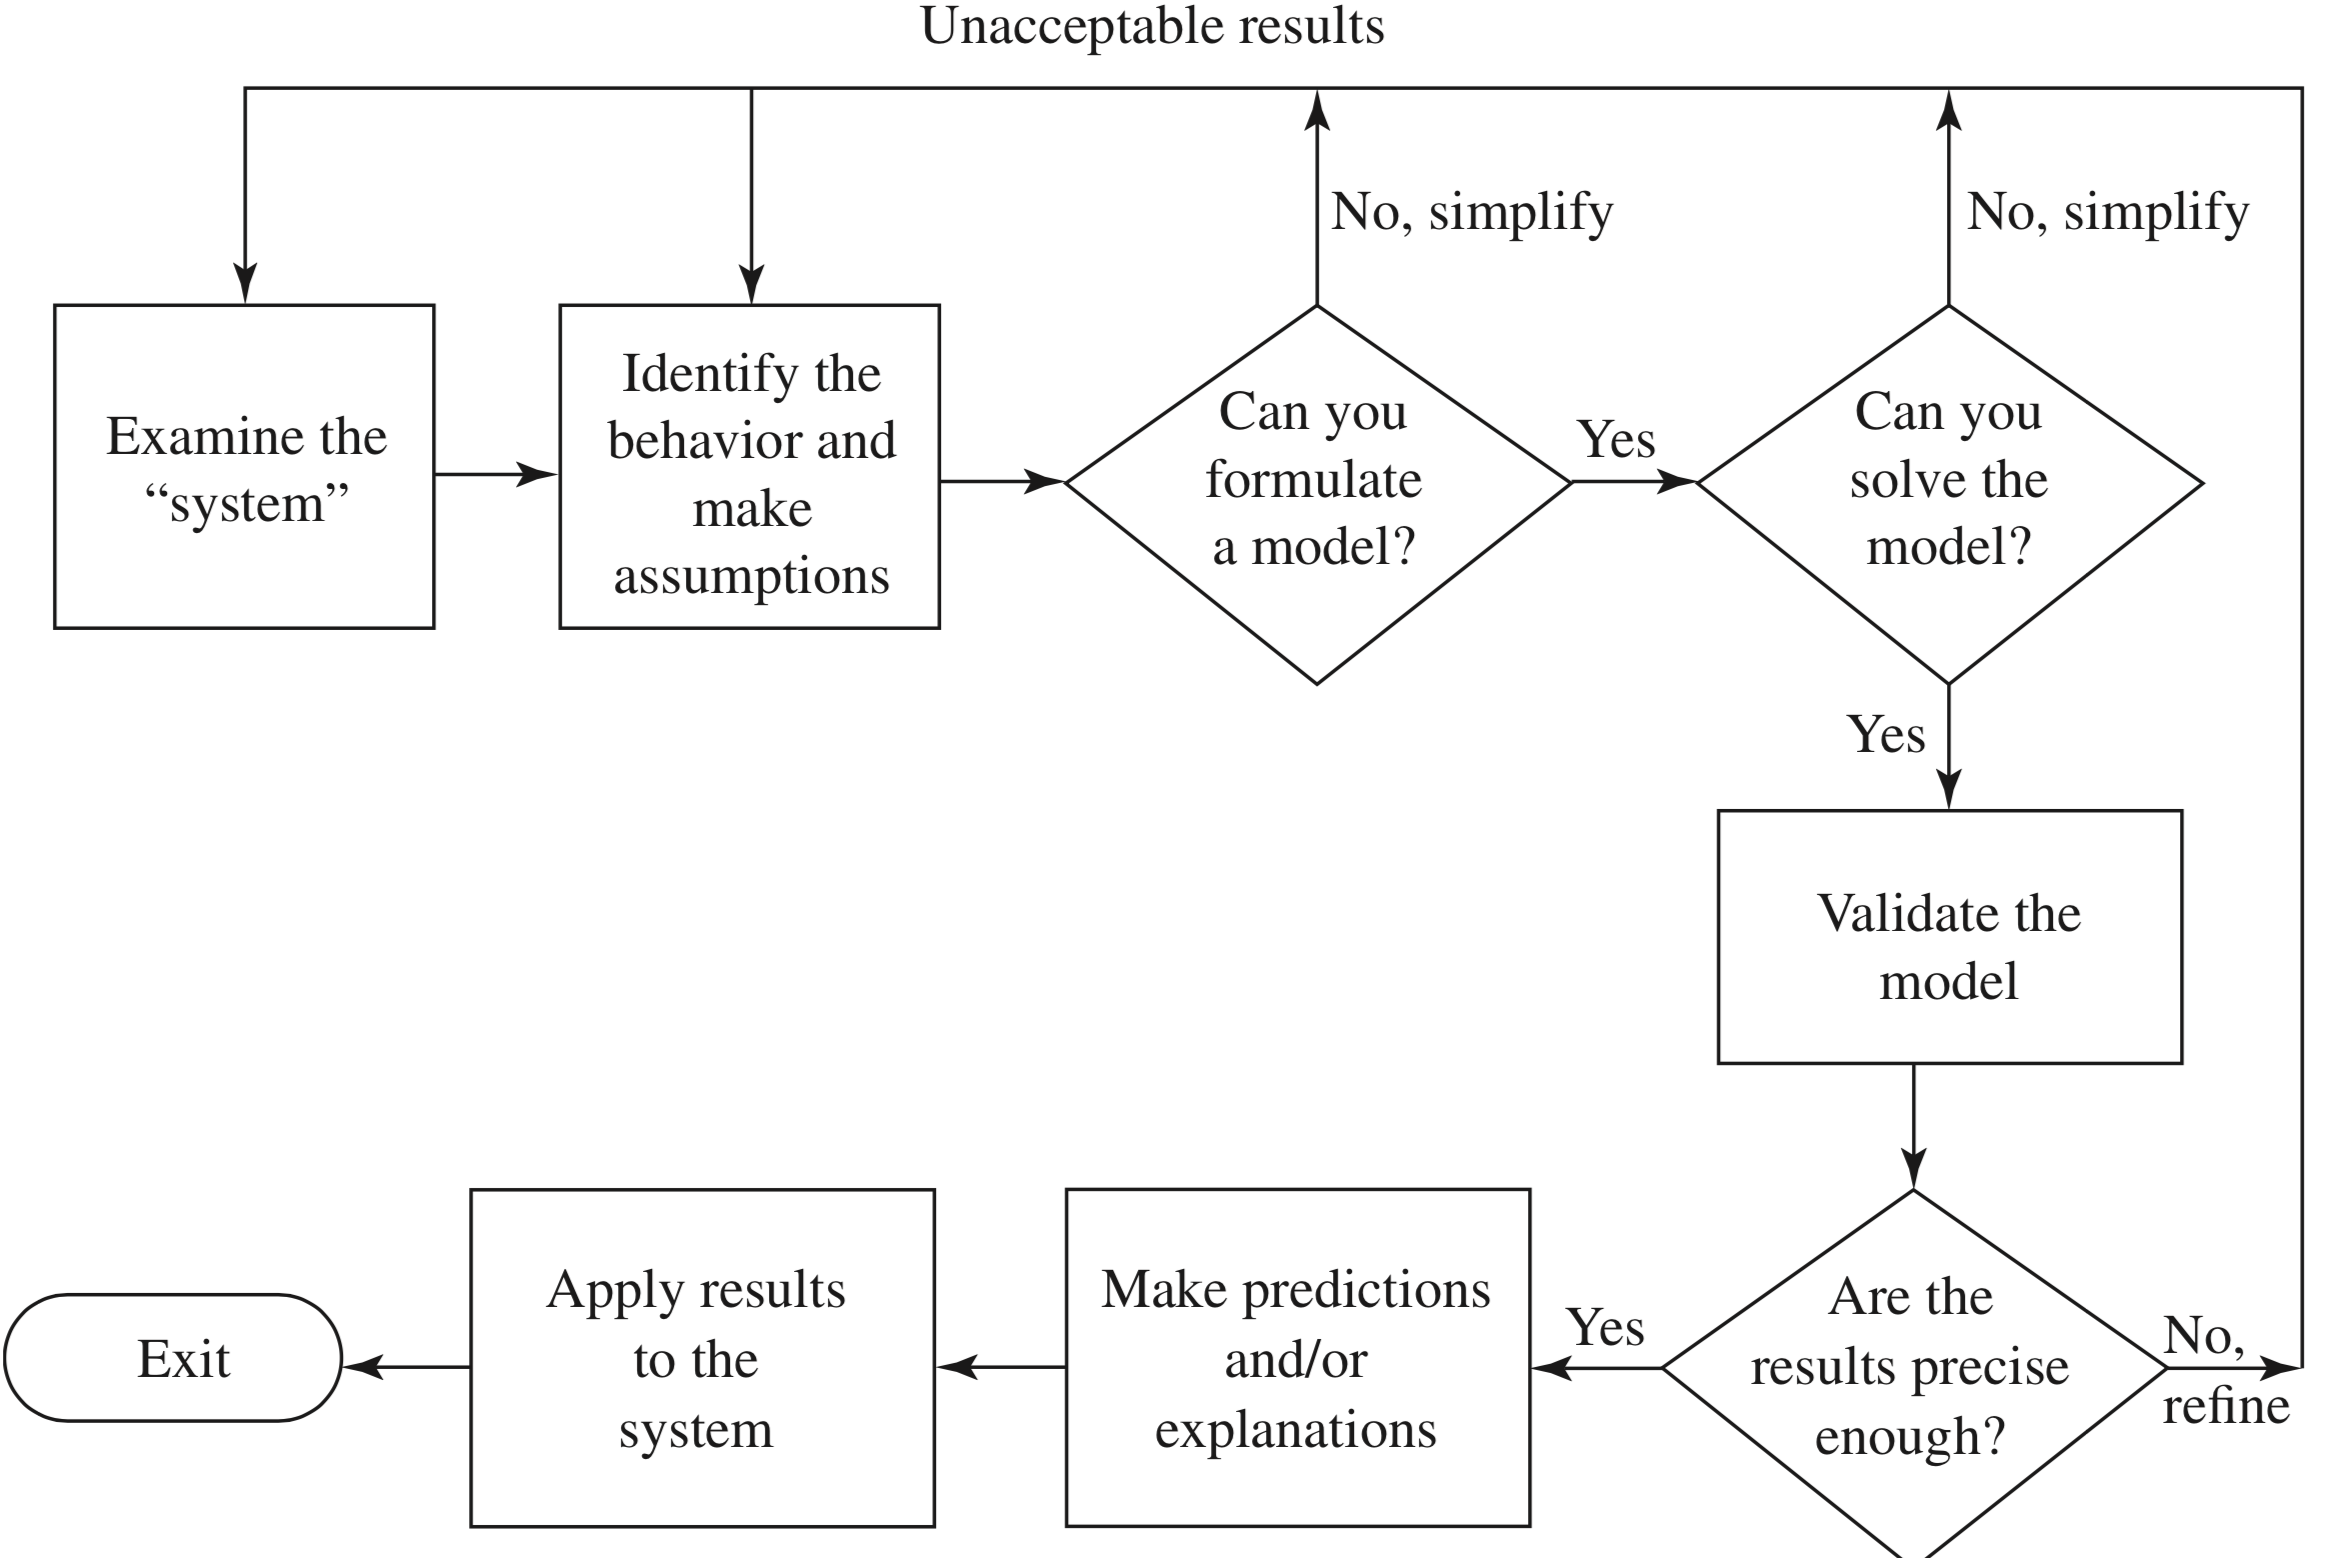 Unacceptable results
No, simplify
No, simplify
Examine the
“system”
Identify the
behavior and
make
assumptions
Can you
formulate
a model?
Yes
Can you
solve the
model?
Yes
Validate the
model
Are the
results precise
enough?
No,
refine
Yes
Make predictions
and/or
explanations
Apply results
to the
system
Exit